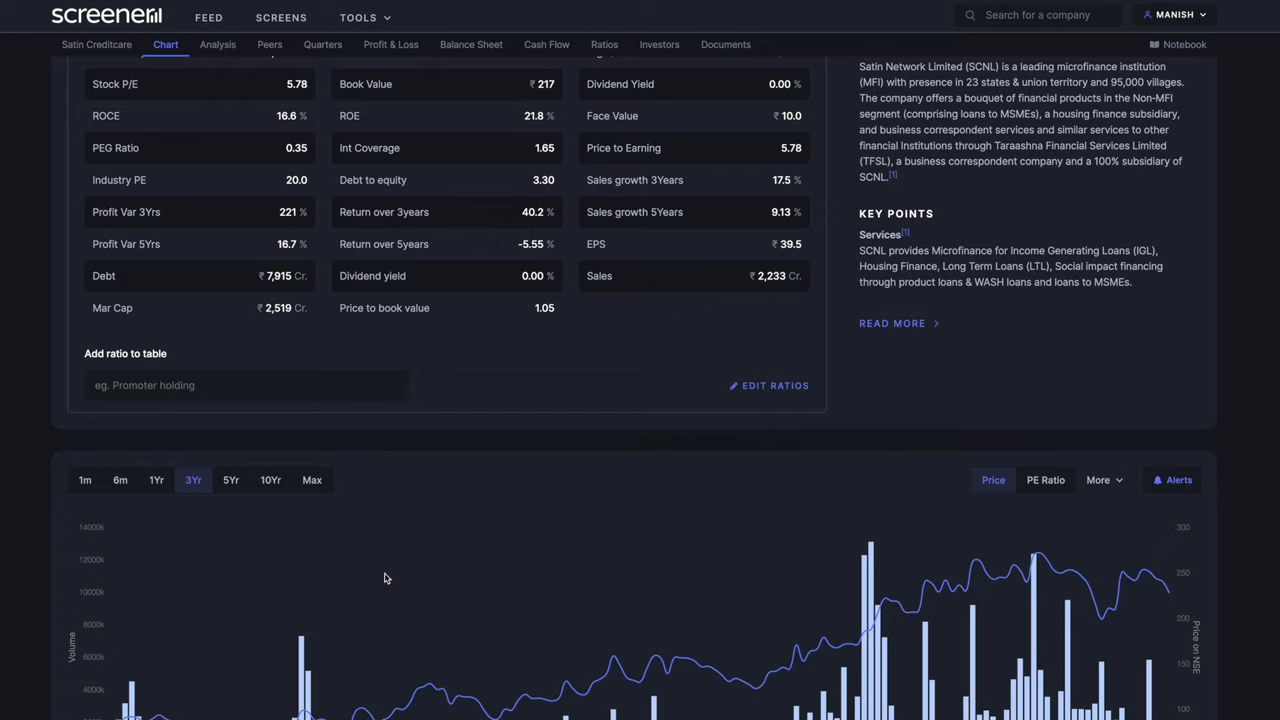 screener
FEED
SCREENS
TOOLS
Search for a company
MANISH
Satin Creditcare
Chart
Analysis
Peers
Quarters
Profit & Loss
Balance Sheet
Cash Flow
Ratios
Investors
Documents
Notebook
Stock P/E 5.78
Book Value ₹ 217
Dividend Yield 0.00 %
ROCE 16.6 %
ROE 21.8 %
Face Value ₹ 10.0
PEG Ratio 0.35
Int Coverage 1.65
Price to Earning 5.78
Industry PE 20.0
Debt to equity 3.30
Sales growth 3Years 17.5 %
Profit Var 3Yrs 221 %
Return over 3years 40.2 %
Sales growth 5Years 9.13 %
Profit Var 5Yrs 16.7 %
Return over 5years -5.55 %
EPS ₹ 39.5
Debt ₹ 7,915 Cr.
Dividend yield 0.00 %
Sales ₹ 2,233 Cr.
Mar Cap ₹ 2,519 Cr.
Price to book value 1.05
Add ratio to table
eg. Promoter holding
EDIT RATIOS
Satin Network Limited (SCNL) is a leading microfinance institution
(MFI) with presence in 23 states & union territory and 95,000 villages.
The company offers a bouquet of financial products in the Non-MFI
segment (comprising loans to MSMEs), a housing finance subsidiary,
and business correspondent services and similar services to other
financial Institutions through Taraashna Financial Services Limited
(TFSL), a business correspondent company and a 100% subsidiary of
SCNL.[1]
KEY POINTS
Services[1]
SCNL provides Microfinance for Income Generating Loans (IGL),
Housing Finance, Long Term Loans (LTL), Social impact financing
through product loans & WASH loans and loans to MSMEs.
READ MORE
1m
6m
1Yr
3Yr
5Yr
10Yr
Max
Price
PE Ratio
More
Alerts
14000k
12000k
10000k
8000k
6000k
4000k
Volume
300
250
200
150
100
Price on NSE